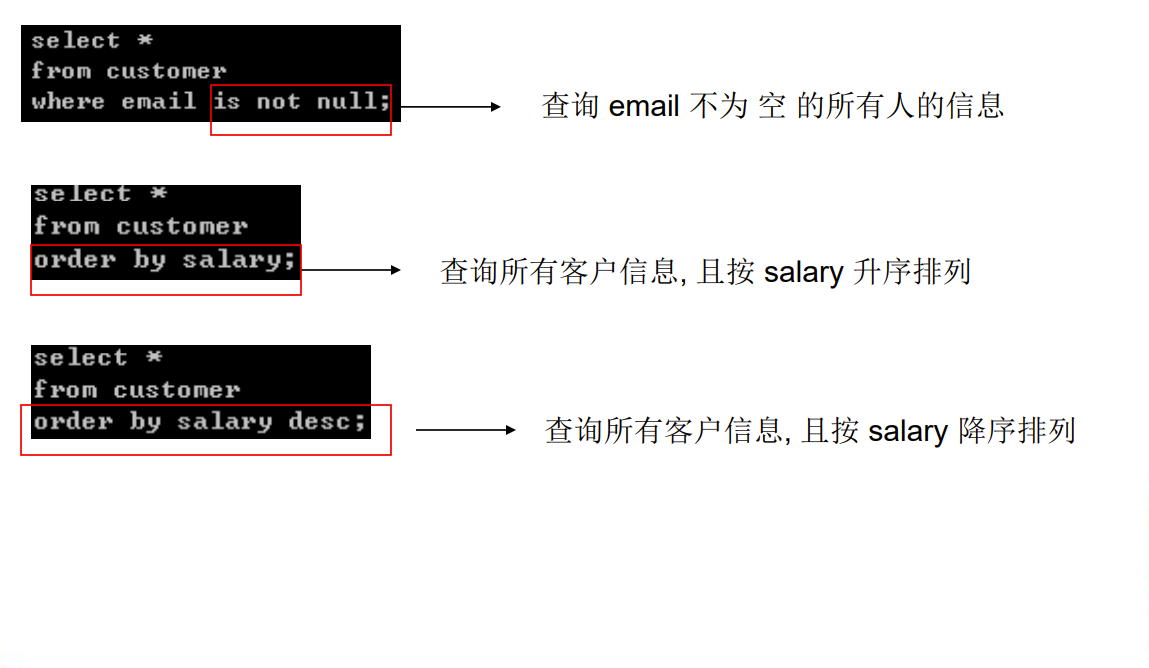 select *
from customer
where email is not null;
查询 email 不为 空 的所有人的信息
select *
from customer
order by salary;
查询所有客户信息, 且按 salary 升序排列
select *
from customer
order by salary desc;
查询所有客户信息, 且按 salary 降序排列